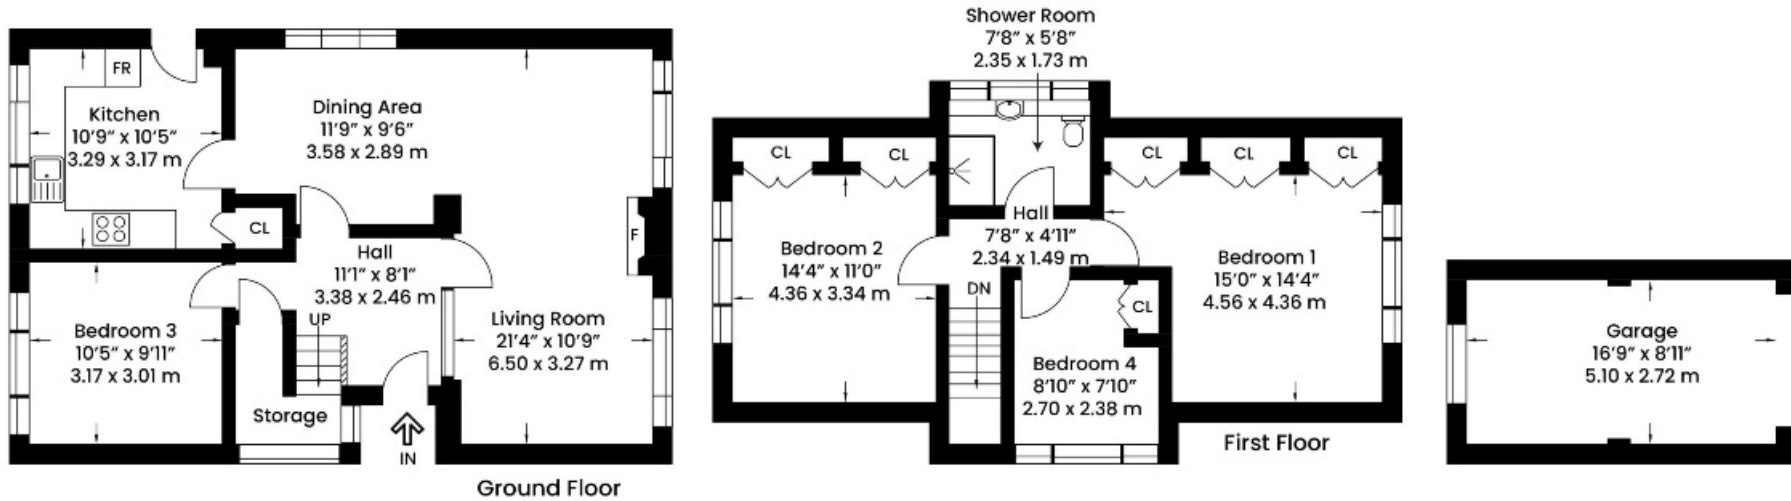 FR
Kitchen
10'9" x 10'5"
3.29 x 3.17 m
Dining Area
11'9" x 9'6"
3.58 x 2.89 m
CL
F
Hall
11'1" x 8'1"
3.38 x 2.46 m
UP
Bedroom 3
10'5" x 9'11"
3.17 x 3.01 m
Living Room
21'4" x 10'9"
6.50 x 3.27 m
Storage
IN
Ground Floor
Shower Room
7'8" x 5'8"
2.35 x 1.73 m
CL
CL
CL
CL
CL
Hall
7'8" x 4'11"
2.34 x 1.49 m
Bedroom 2
14'4" x 11'0"
4.36 x 3.34 m
DN
CL
Bedroom 1
15'0" x 14'4"
4.56 x 4.36 m
Bedroom 4
8'10" x 7'10"
2.70 x 2.38 m
First Floor
Garage
16'9" x 8'11"
5.10 x 2.72 m